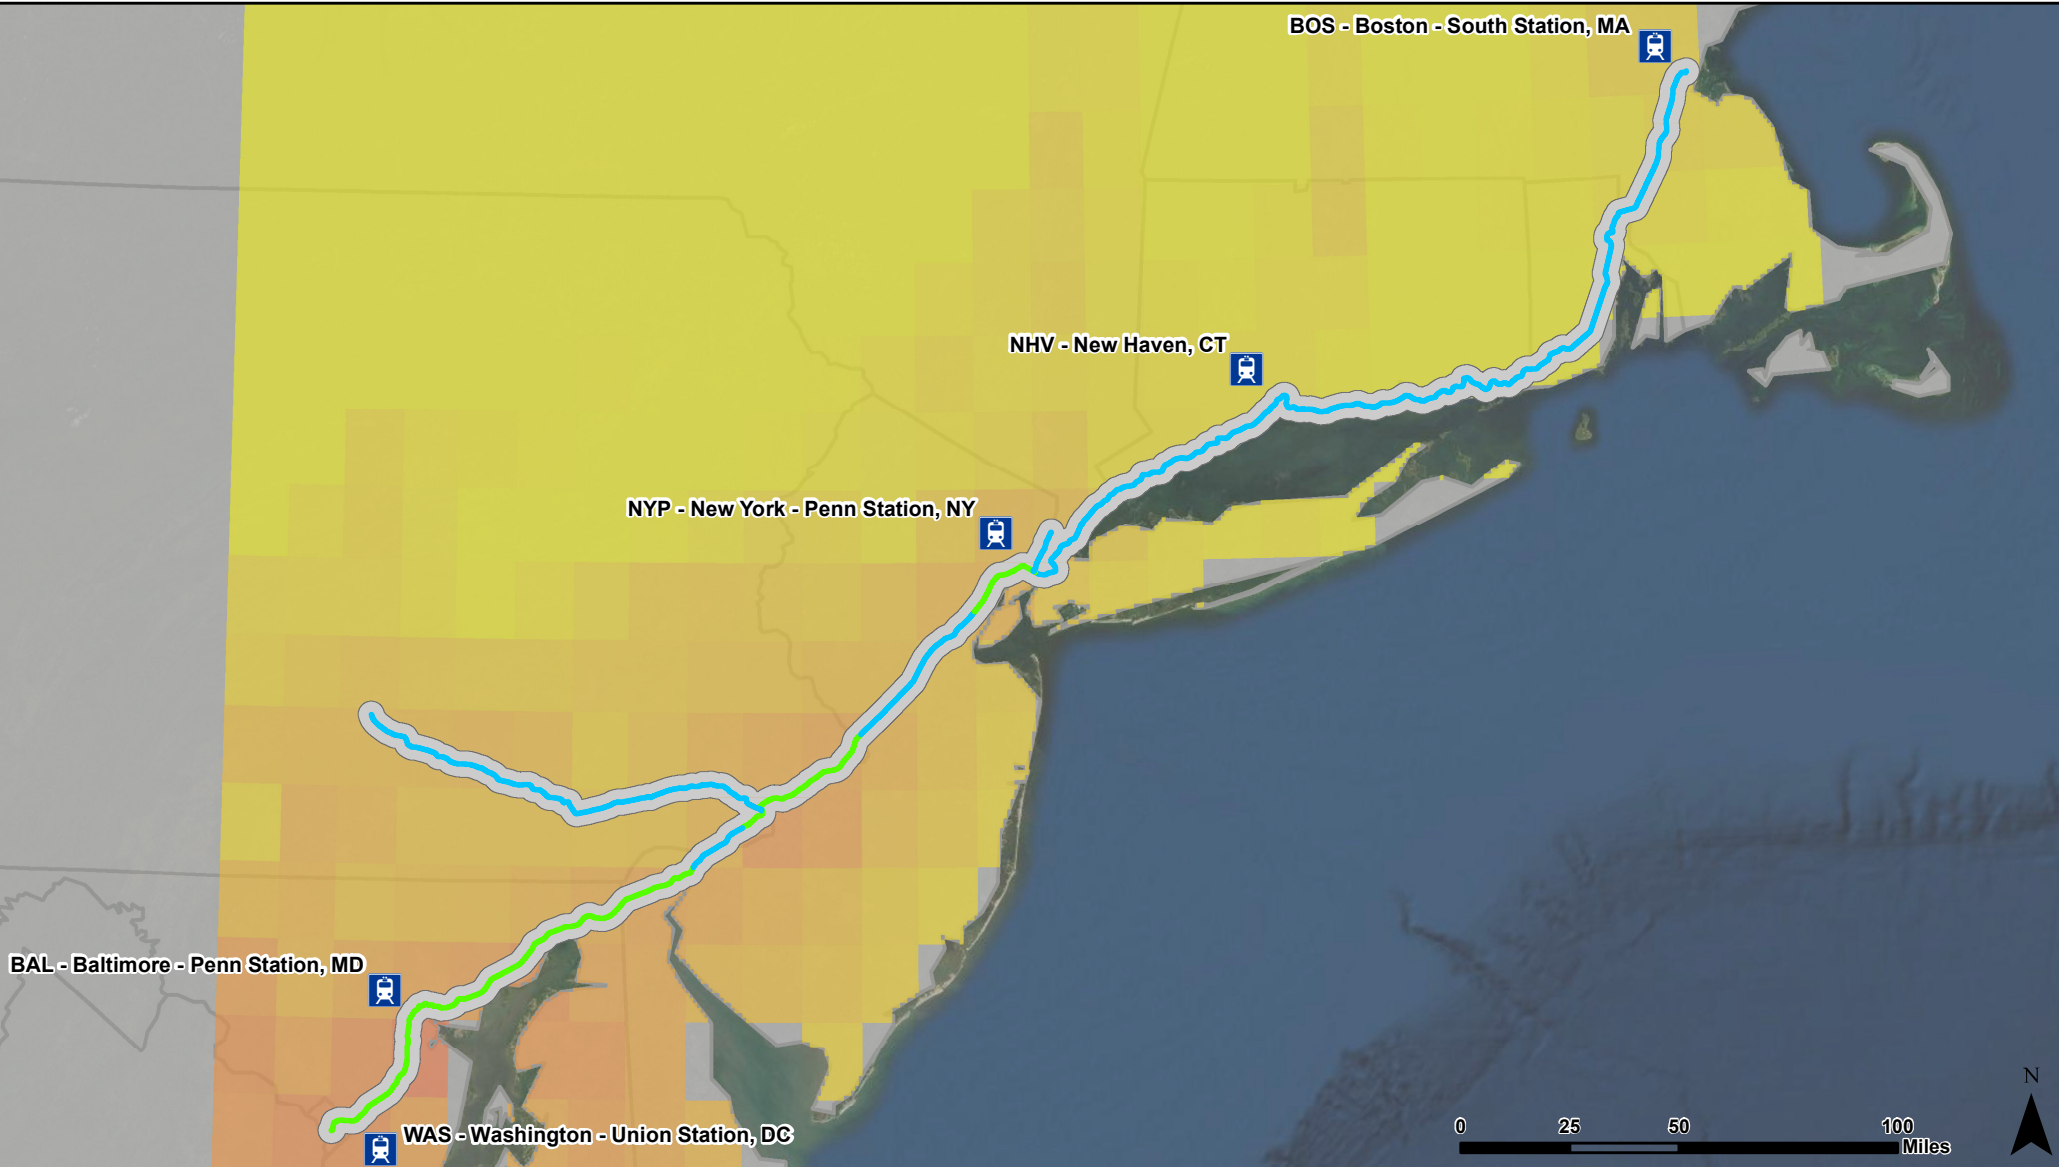 BOS - Boston - South Station, MA
NHV - New Haven, CT
NYP - New York - Penn Station, NY
BAL - Baltimore - Penn Station, MD
WAS - Washington - Union Station, DC
N
0 25 50 100
Miles